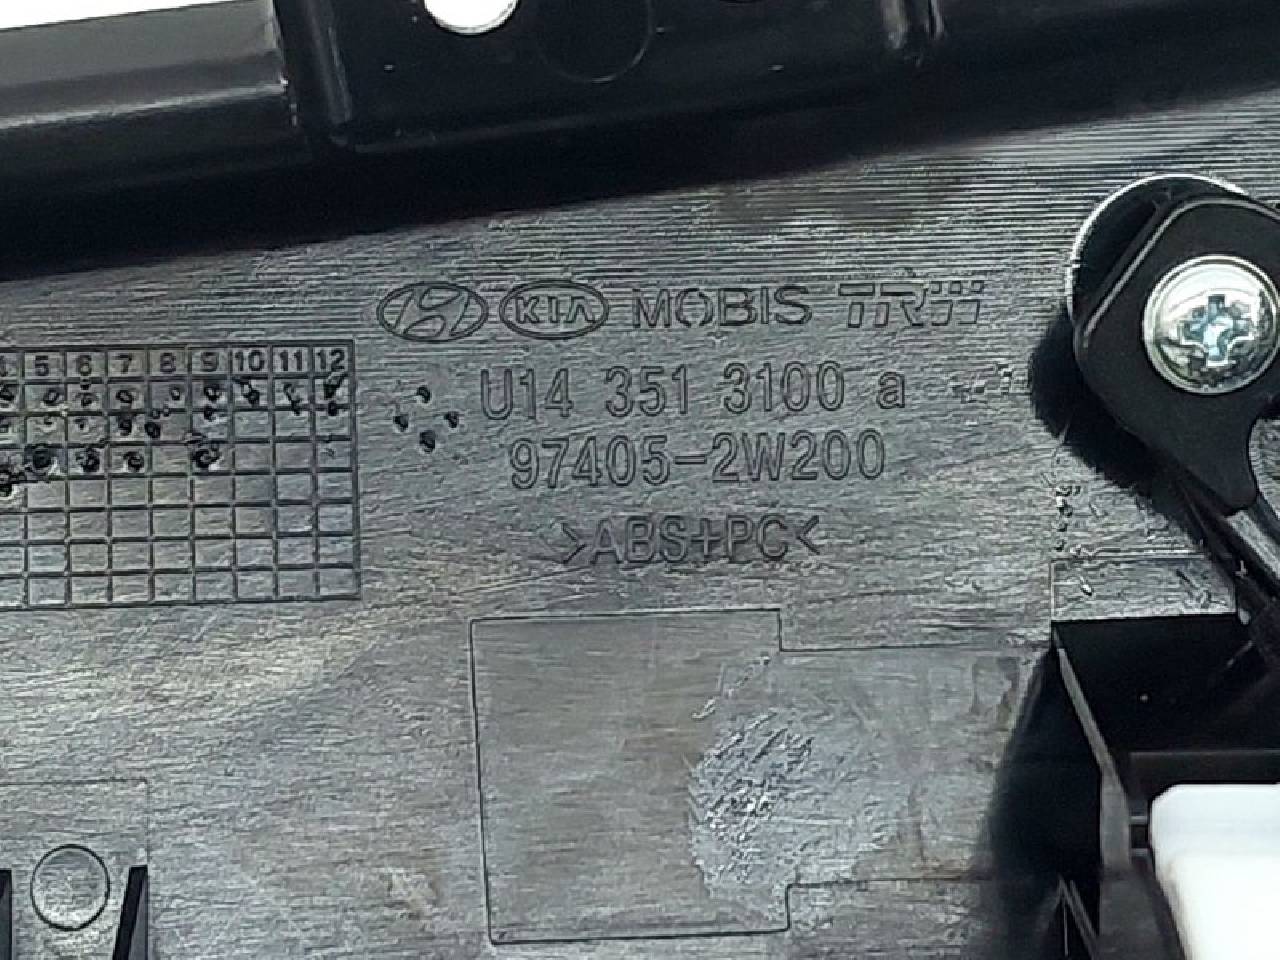 KIA MOBIS TRW
5 6 7 8 9 10 11 12
U14 351 3100 a
97405-2W200
>ABS+PC<